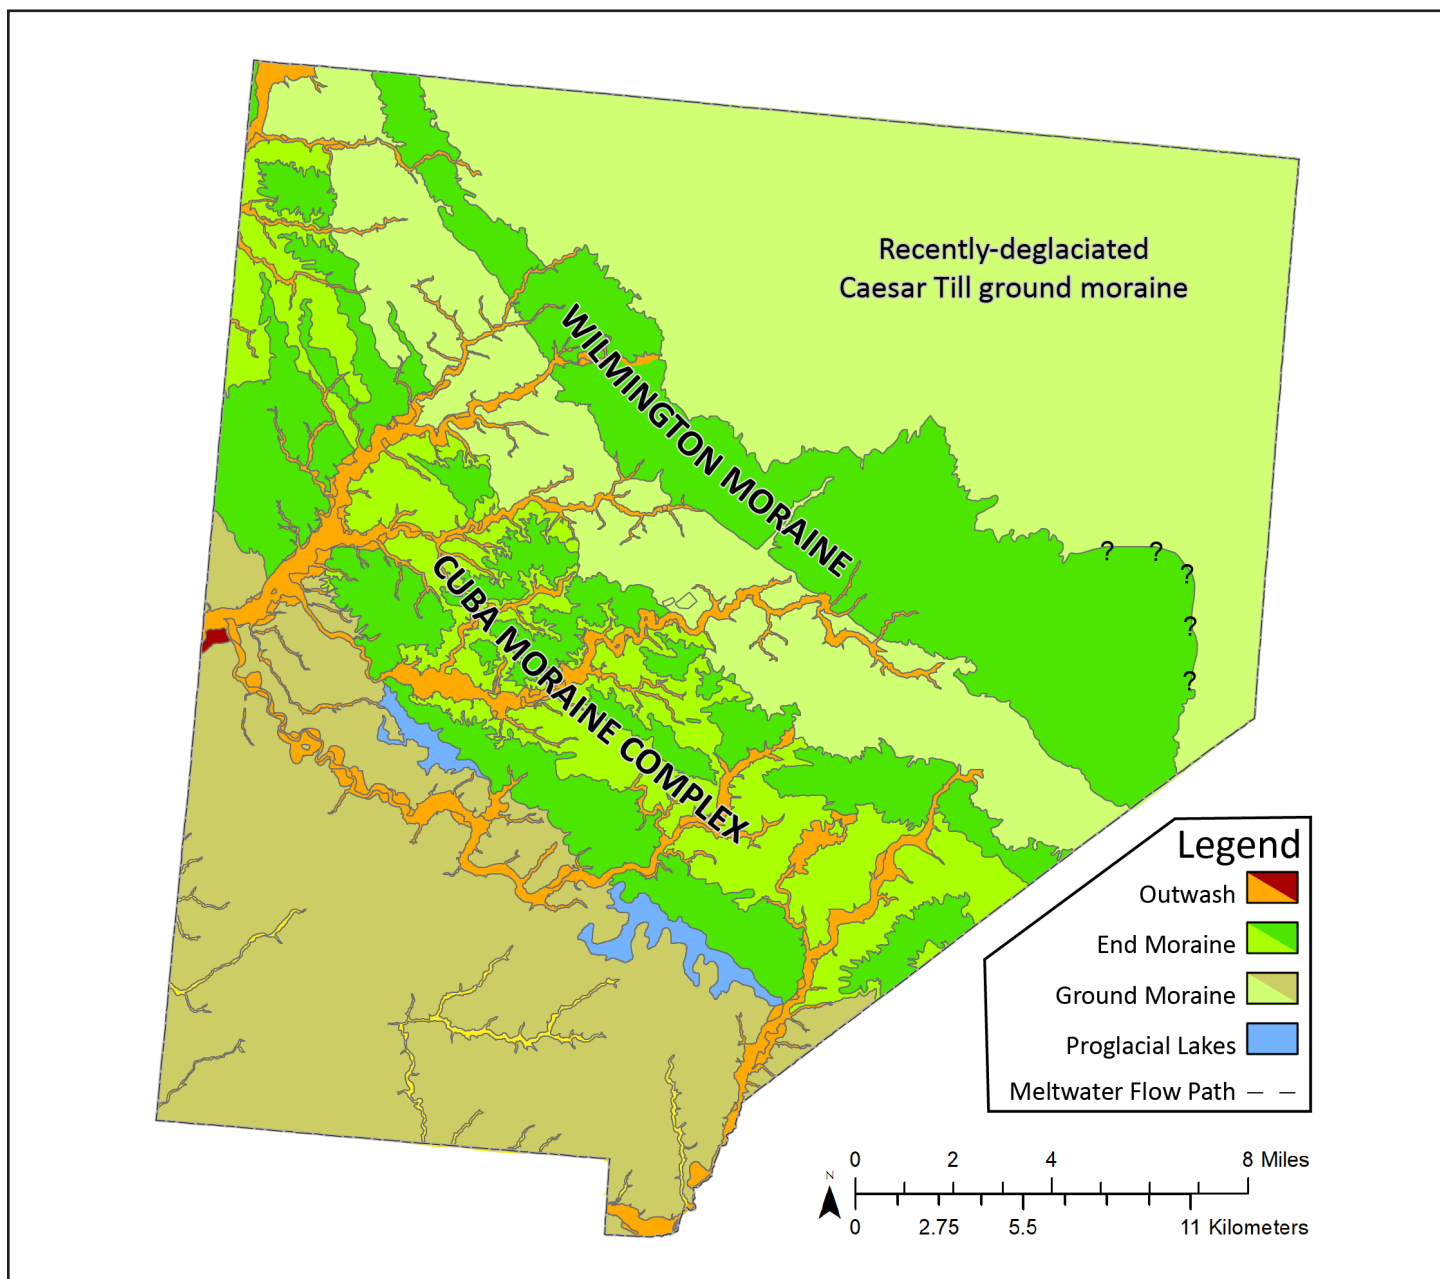 Recently-deglaciated
Caesar Till ground moraine
WILMINGTON MORAINE
? ?
?
?
?
CUBA MORAINE COMPLEX
Legend
Outwash
End Moraine
Ground Moraine
Proglacial Lakes
Meltwater Flow Path
0 2 4 8 Miles
N
0 2.75 5.5 11 Kilometers